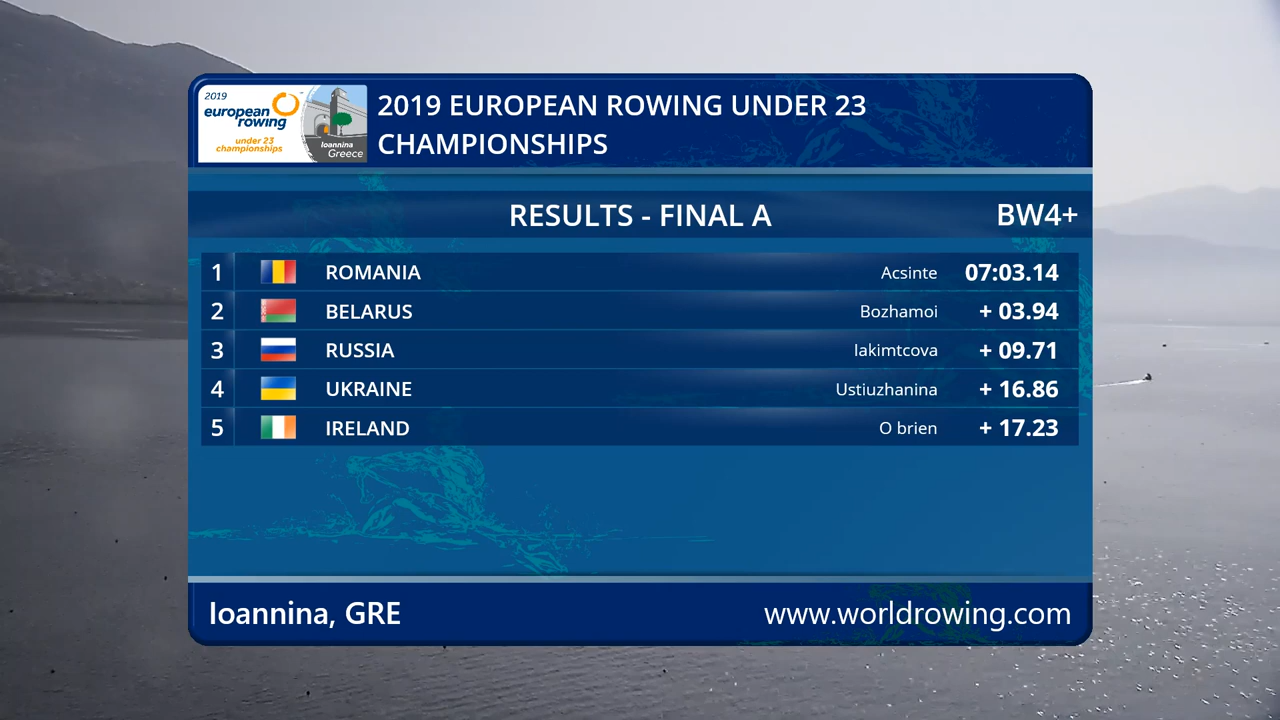 2019
european
rowing
under 23
championships
Ioannina
Greece
2019 EUROPEAN ROWING UNDER 23
CHAMPIONSHIPS
RESULTS - FINAL A BW4+
1 ROMANIA Acsinte 07:03.14
2 BELARUS Bozhamoi + 03.94
3 RUSSIA Iakimtcova + 09.71
4 UKRAINE Ustiuzhanina + 16.86
5 IRELAND O brien + 17.23
Ioannina, GRE www.worldrowing.com